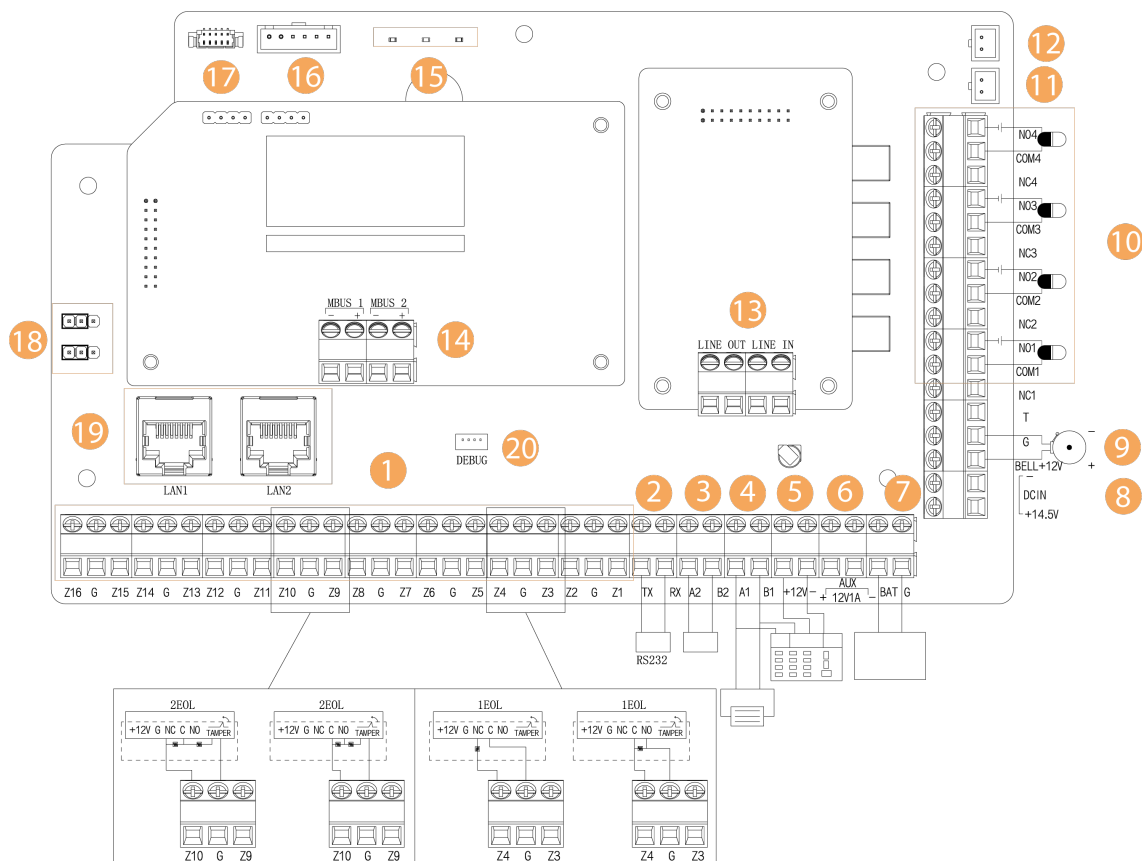 17
16
15
12
11
NO4
COM4
NC4
NO3
COM3
10
NC3
NO2
COM2
MBUS 1 MBUS 2
- + - +
18
14
13
NC2
LINE OUT LINE IN
NO1
COM1
NC1
19
T
G
-
9
20
DEBUG
1
BELL+12V
+
LAN1
LAN2
2
3
4
5
6
7
-
8
DCIN
+14.5V
Z16 G Z15 Z14 G Z13 Z12 G Z11 Z10 G Z9 Z8 G Z7 Z6 G Z5 Z4 G Z3 Z2 G Z1 TX RX A2 B2 A1 B1 +12V - AUX BAT G
+ 12V1A -
RS232
2EOL
2EOL
1EOL
1EOL
+12V G NC C NO TAMPER
+12V G NC C NO TAMPER
+12V G NC C NO TAMPER
+12V G NC C NO TAMPER
Z10 G Z9
Z10 G Z9
Z4 G Z3
Z4 G Z3